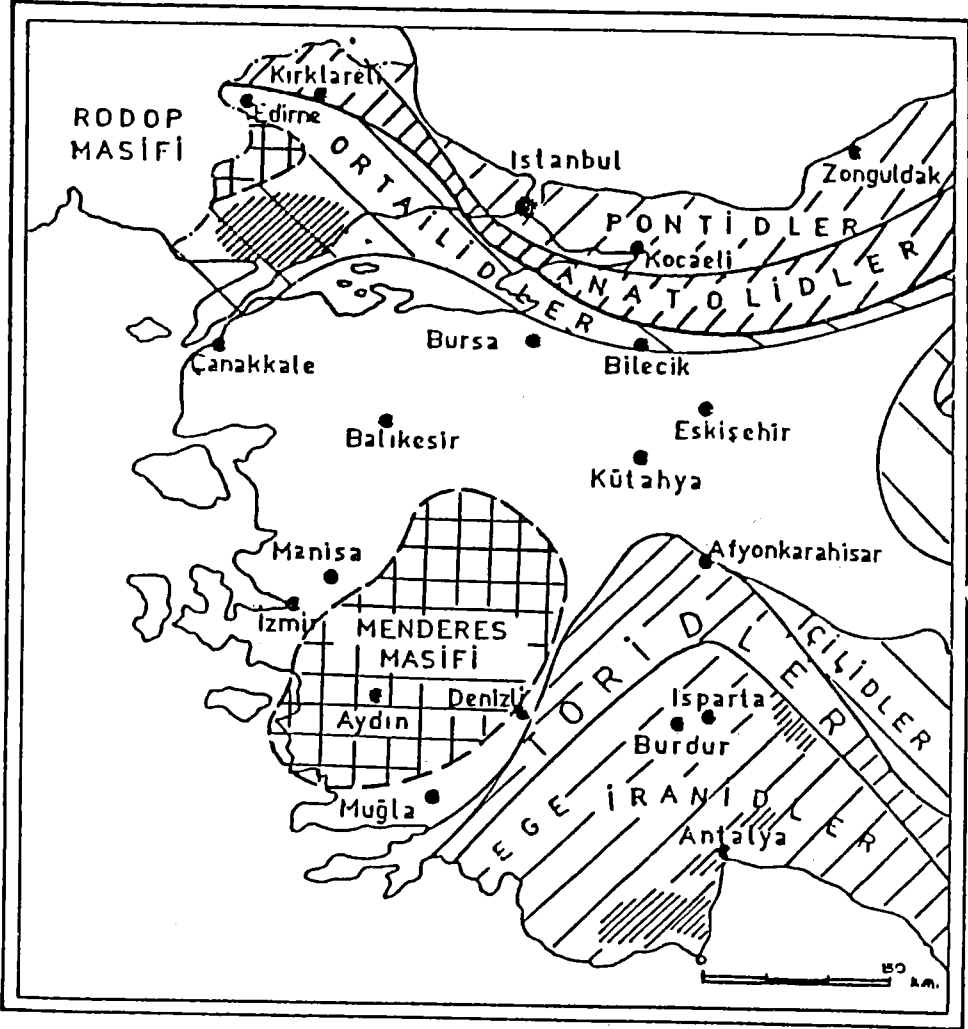 Kırklareli
Edirne
RODOP
MASİFİ
İstanbul
Zonguldak
ORTAİLİDLER
PONTİDLER
Kocaeli
ANATOLİDLER
Bursa
Bilecik
Çanakkale
Balıkesir
Eskişehir
Kütahya
Manisa
Afyonkarahisar
İzmir
MENDERES
MASİFİ
TORİDLER
İÇİLİDLER
Denizli
Aydın
Isparta
Burdur
Muğla
EGE İRANİDLER
Antalya
150
km.